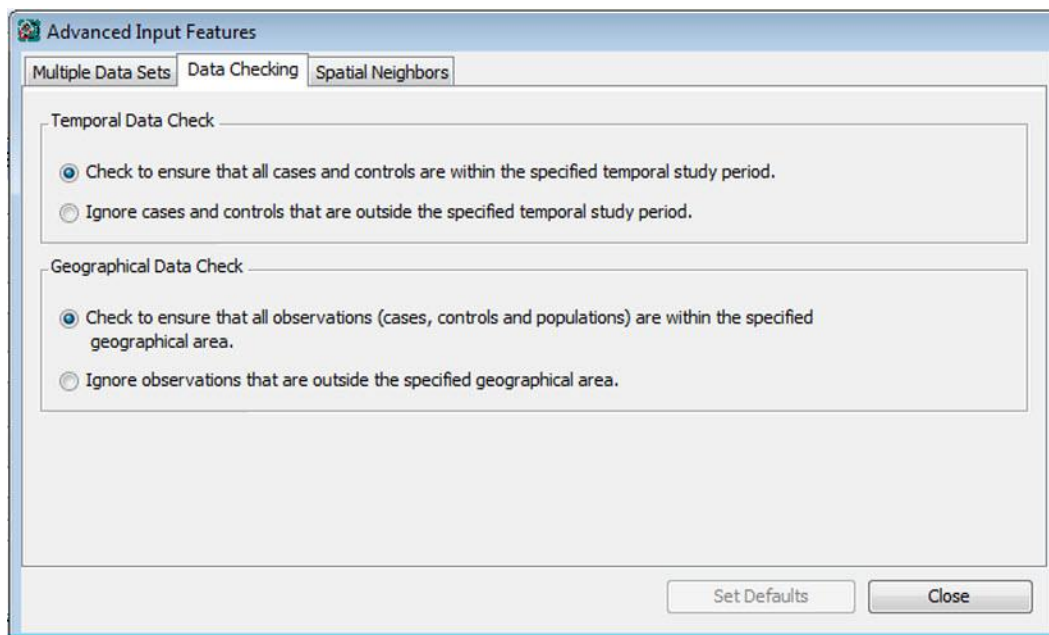 Advanced Input Features
Multiple Data Sets Data Checking Spatial Neighbors
Temporal Data Check
Check to ensure that all cases and controls are within the specified temporal study period.
Ignore cases and controls that are outside the specified temporal study period.
Geographical Data Check
Check to ensure that all observations (cases, controls and populations) are within the specified
geographical area.
Ignore observations that are outside the specified geographical area.
Set Defaults Close